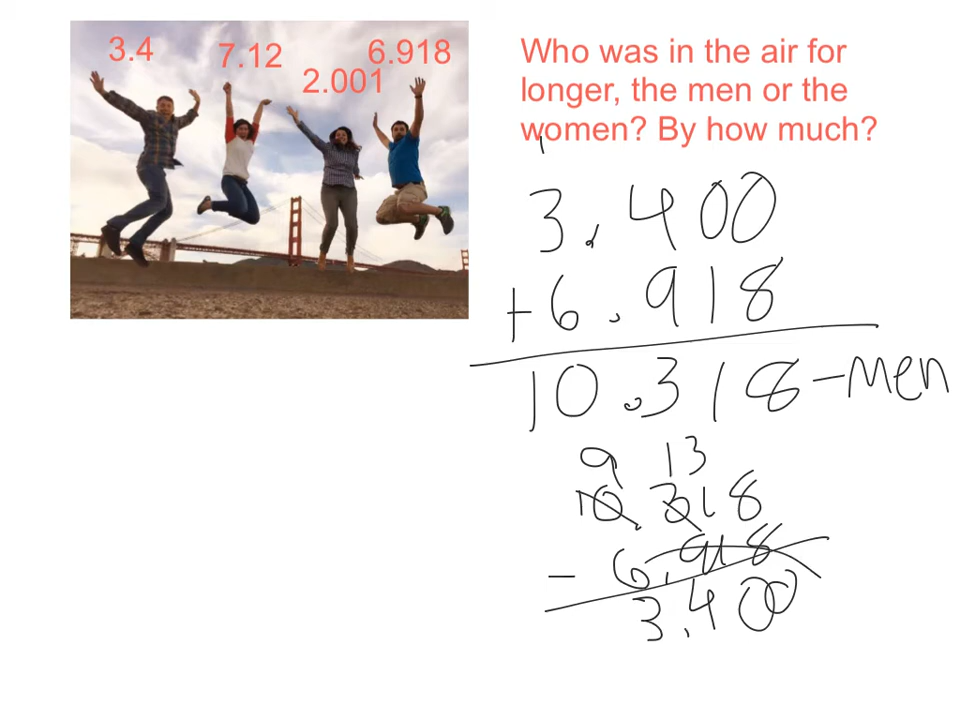 3.4
7.12
2.001
6.918
Who was in the air for
longer, the men or the
women? By how much?
1
3.400
+6.918
10.318-men
9 13
10.318
- 6.918
3.400